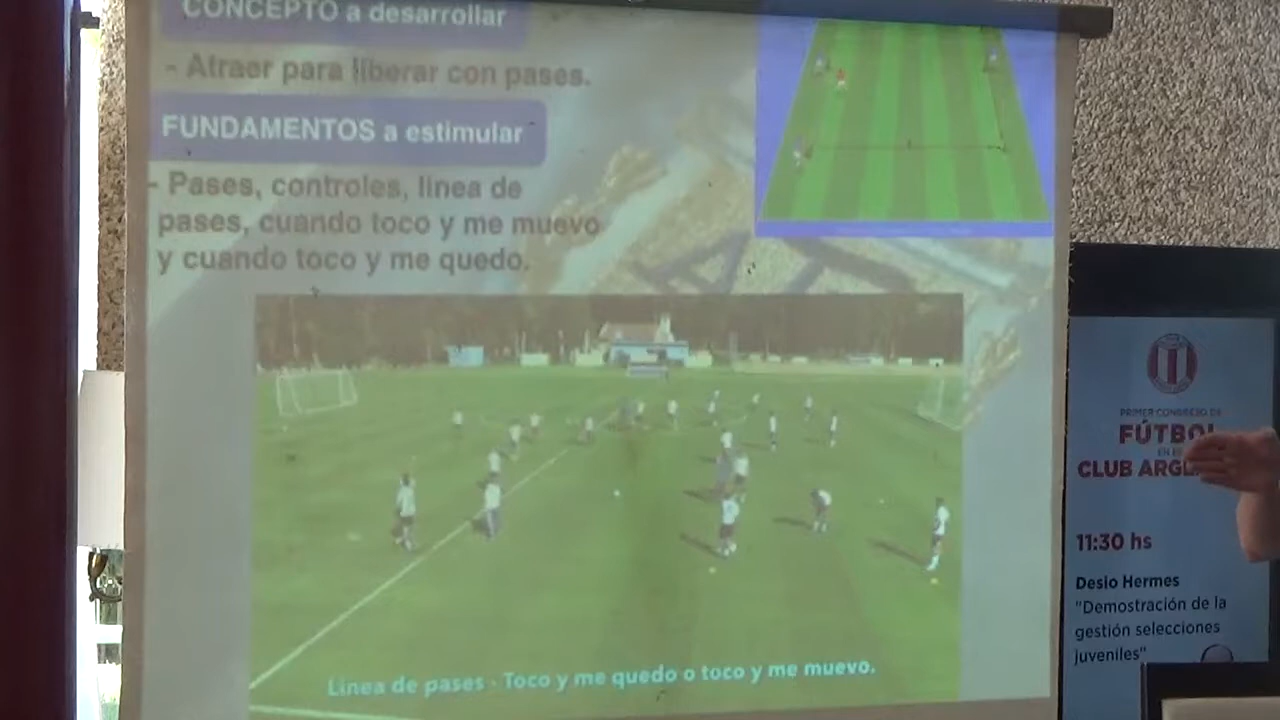 CONCEPTO a desarrollar
- Atraer para liberar con pases.
FUNDAMENTOS a estimular
- Pases, controles, linea de
pases, cuando toco y me muevo
y cuando toco y me quedo.
Linea de pases - Toco y me quedo o toco y me muevo.
PRIMER CONGRESO DE
FÚTBOL
EN EL
CLUB
11:30 hs
Desio Hermes
"Demostración de la
gestión selecciones
juveniles"